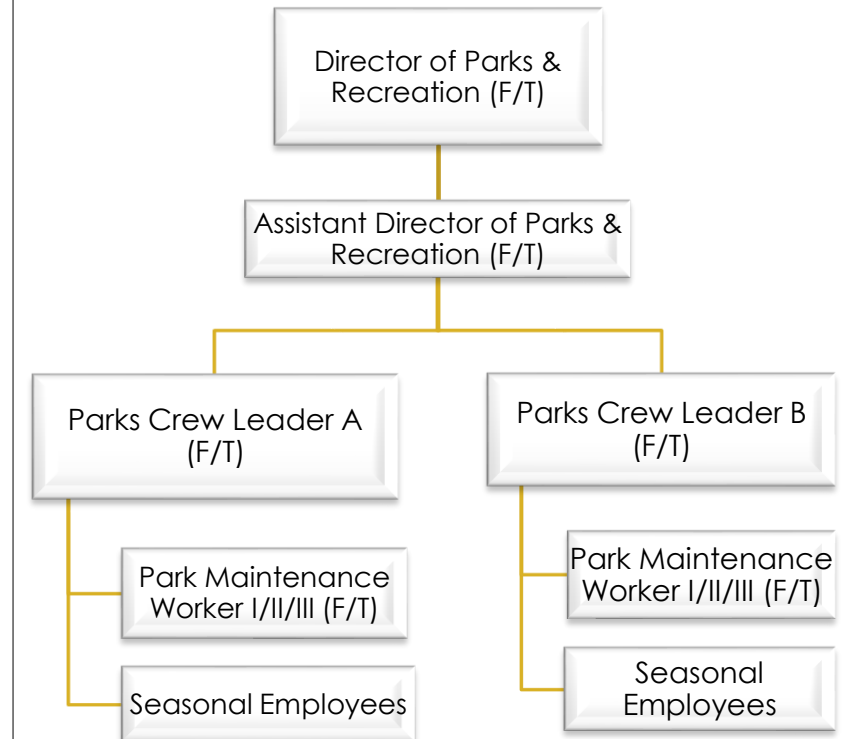 Director of Parks &
Recreation (F/T)
Assistant Director of Parks &
Recreation (F/T)
Parks Crew Leader A
(F/T)
Park Maintenance
Worker I/II/III (F/T)
Seasonal Employees
Parks Crew Leader B
(F/T)
Park Maintenance
Worker I/II/III (F/T)
Seasonal
Employees